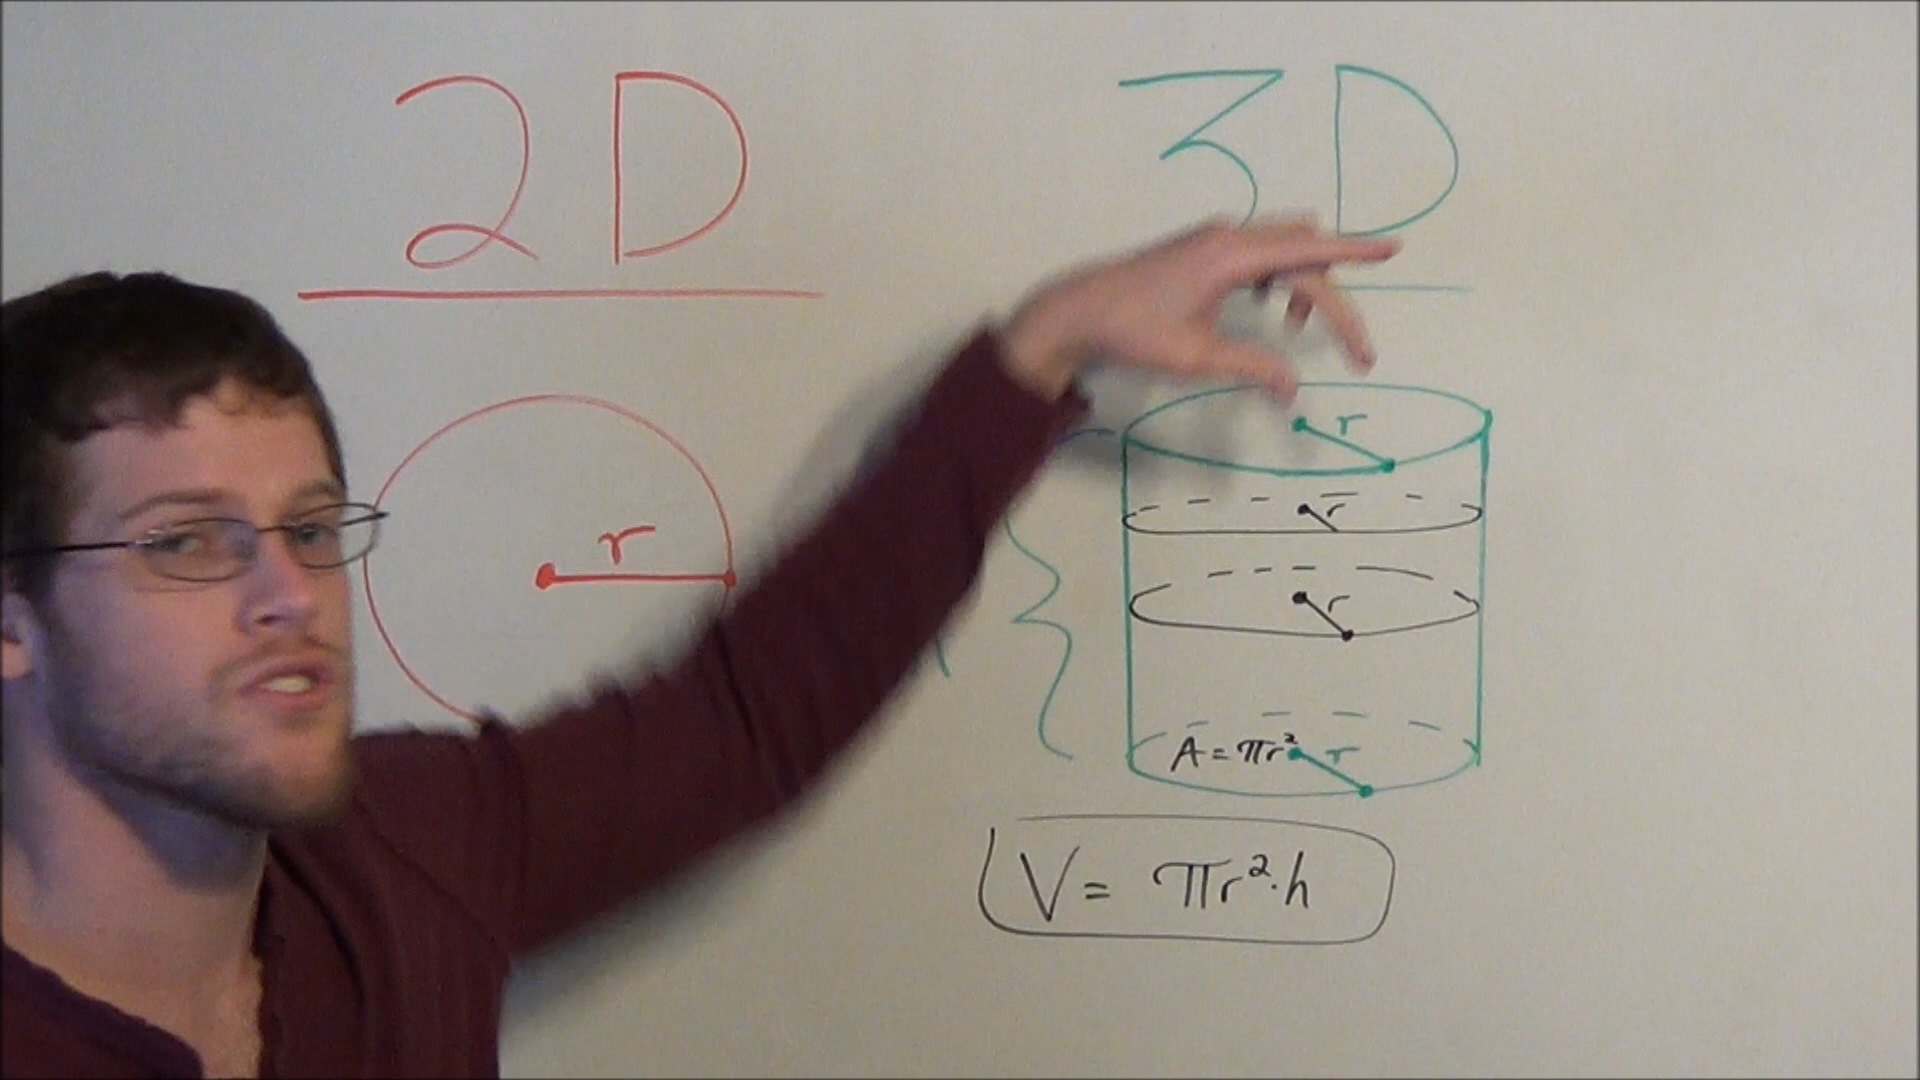 2D
3D
r
r
r
r
A = πr² r
V = πr²·h